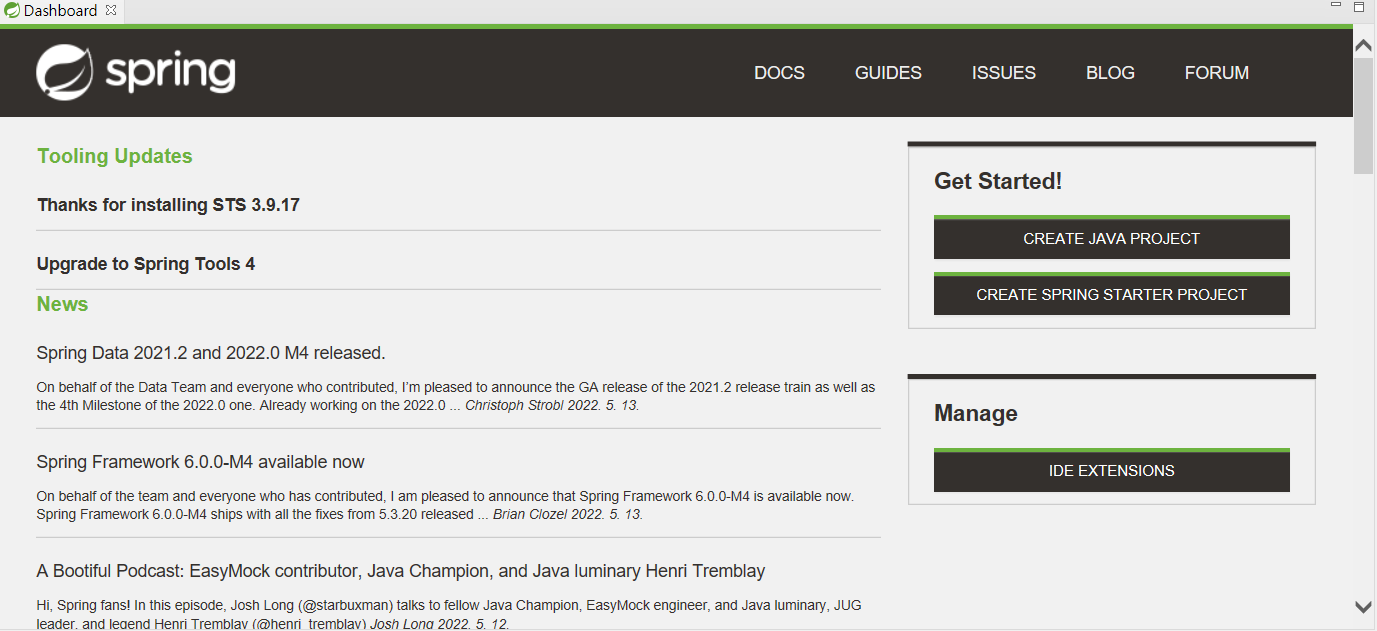 Dashboard
spring
DOCS GUIDES ISSUES BLOG FORUM
Tooling Updates
Thanks for installing STS 3.9.17
Upgrade to Spring Tools 4
News
Spring Data 2021.2 and 2022.0 M4 released.
On behalf of the Data Team and everyone who contributed, I'm pleased to announce the GA release of the 2021.2 release train as well as
the 4th Milestone of the 2022.0 one. Already working on the 2022.0 ... Christoph Strobl 2022. 5. 13.
Spring Framework 6.0.0-M4 available now
On behalf of the team and everyone who has contributed, I am pleased to announce that Spring Framework 6.0.0-M4 is available now.
Spring Framework 6.0.0-M4 ships with all the fixes from 5.3.20 released ... Brian Clozel 2022. 5. 13.
A Bootiful Podcast: EasyMock contributor, Java Champion, and Java luminary Henri Tremblay
Hi, Spring fans! In this episode, Josh Long (@starbuxman) talks to fellow Java Champion, EasyMock engineer, and Java luminary, JUG
leader, and legend Henri Tremblay (@henri_tremblay) Josh Long 2022. 5. 12.
Get Started!
CREATE JAVA PROJECT
CREATE SPRING STARTER PROJECT
Manage
IDE EXTENSIONS